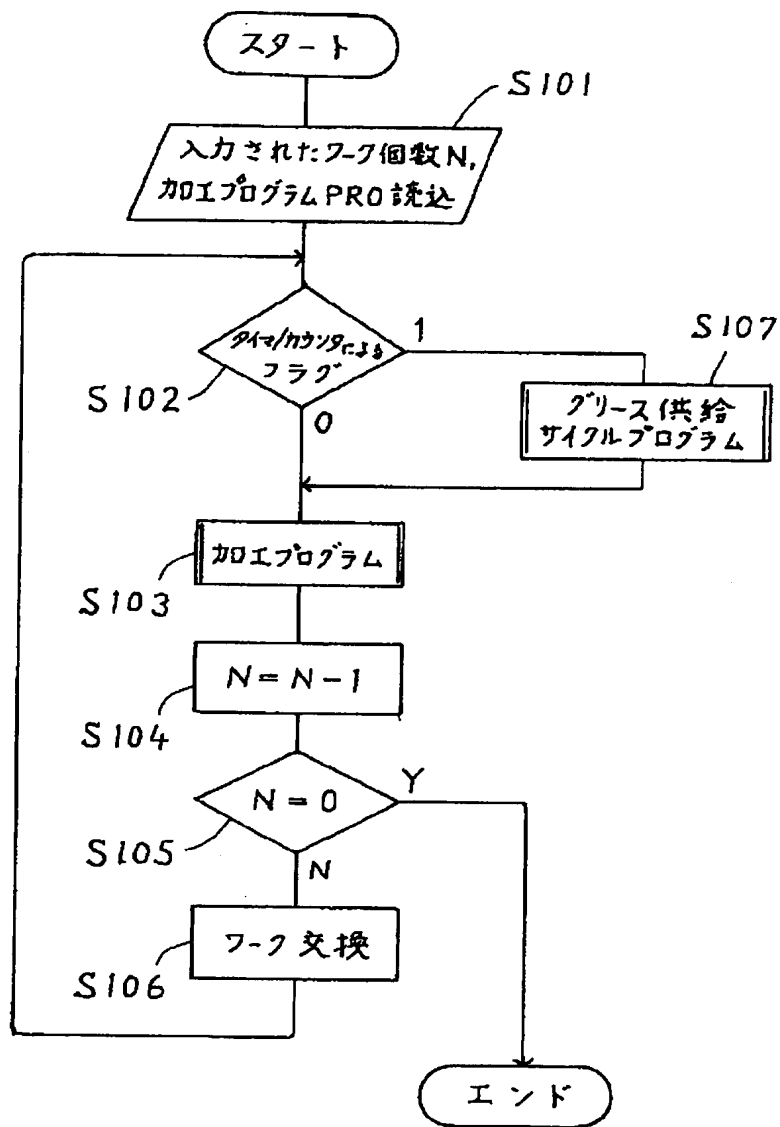 スタート
S101
入力されたワーク個数N,
加工プログラムPRO読込
タイマ/カウンタによる
フラグ
1
S102
0
S107
グリース供給
サイクルプログラム
加工プログラム
S103
N=N-1
S104
N=0
Y
S105
N
ワーク交換
S106
エンド